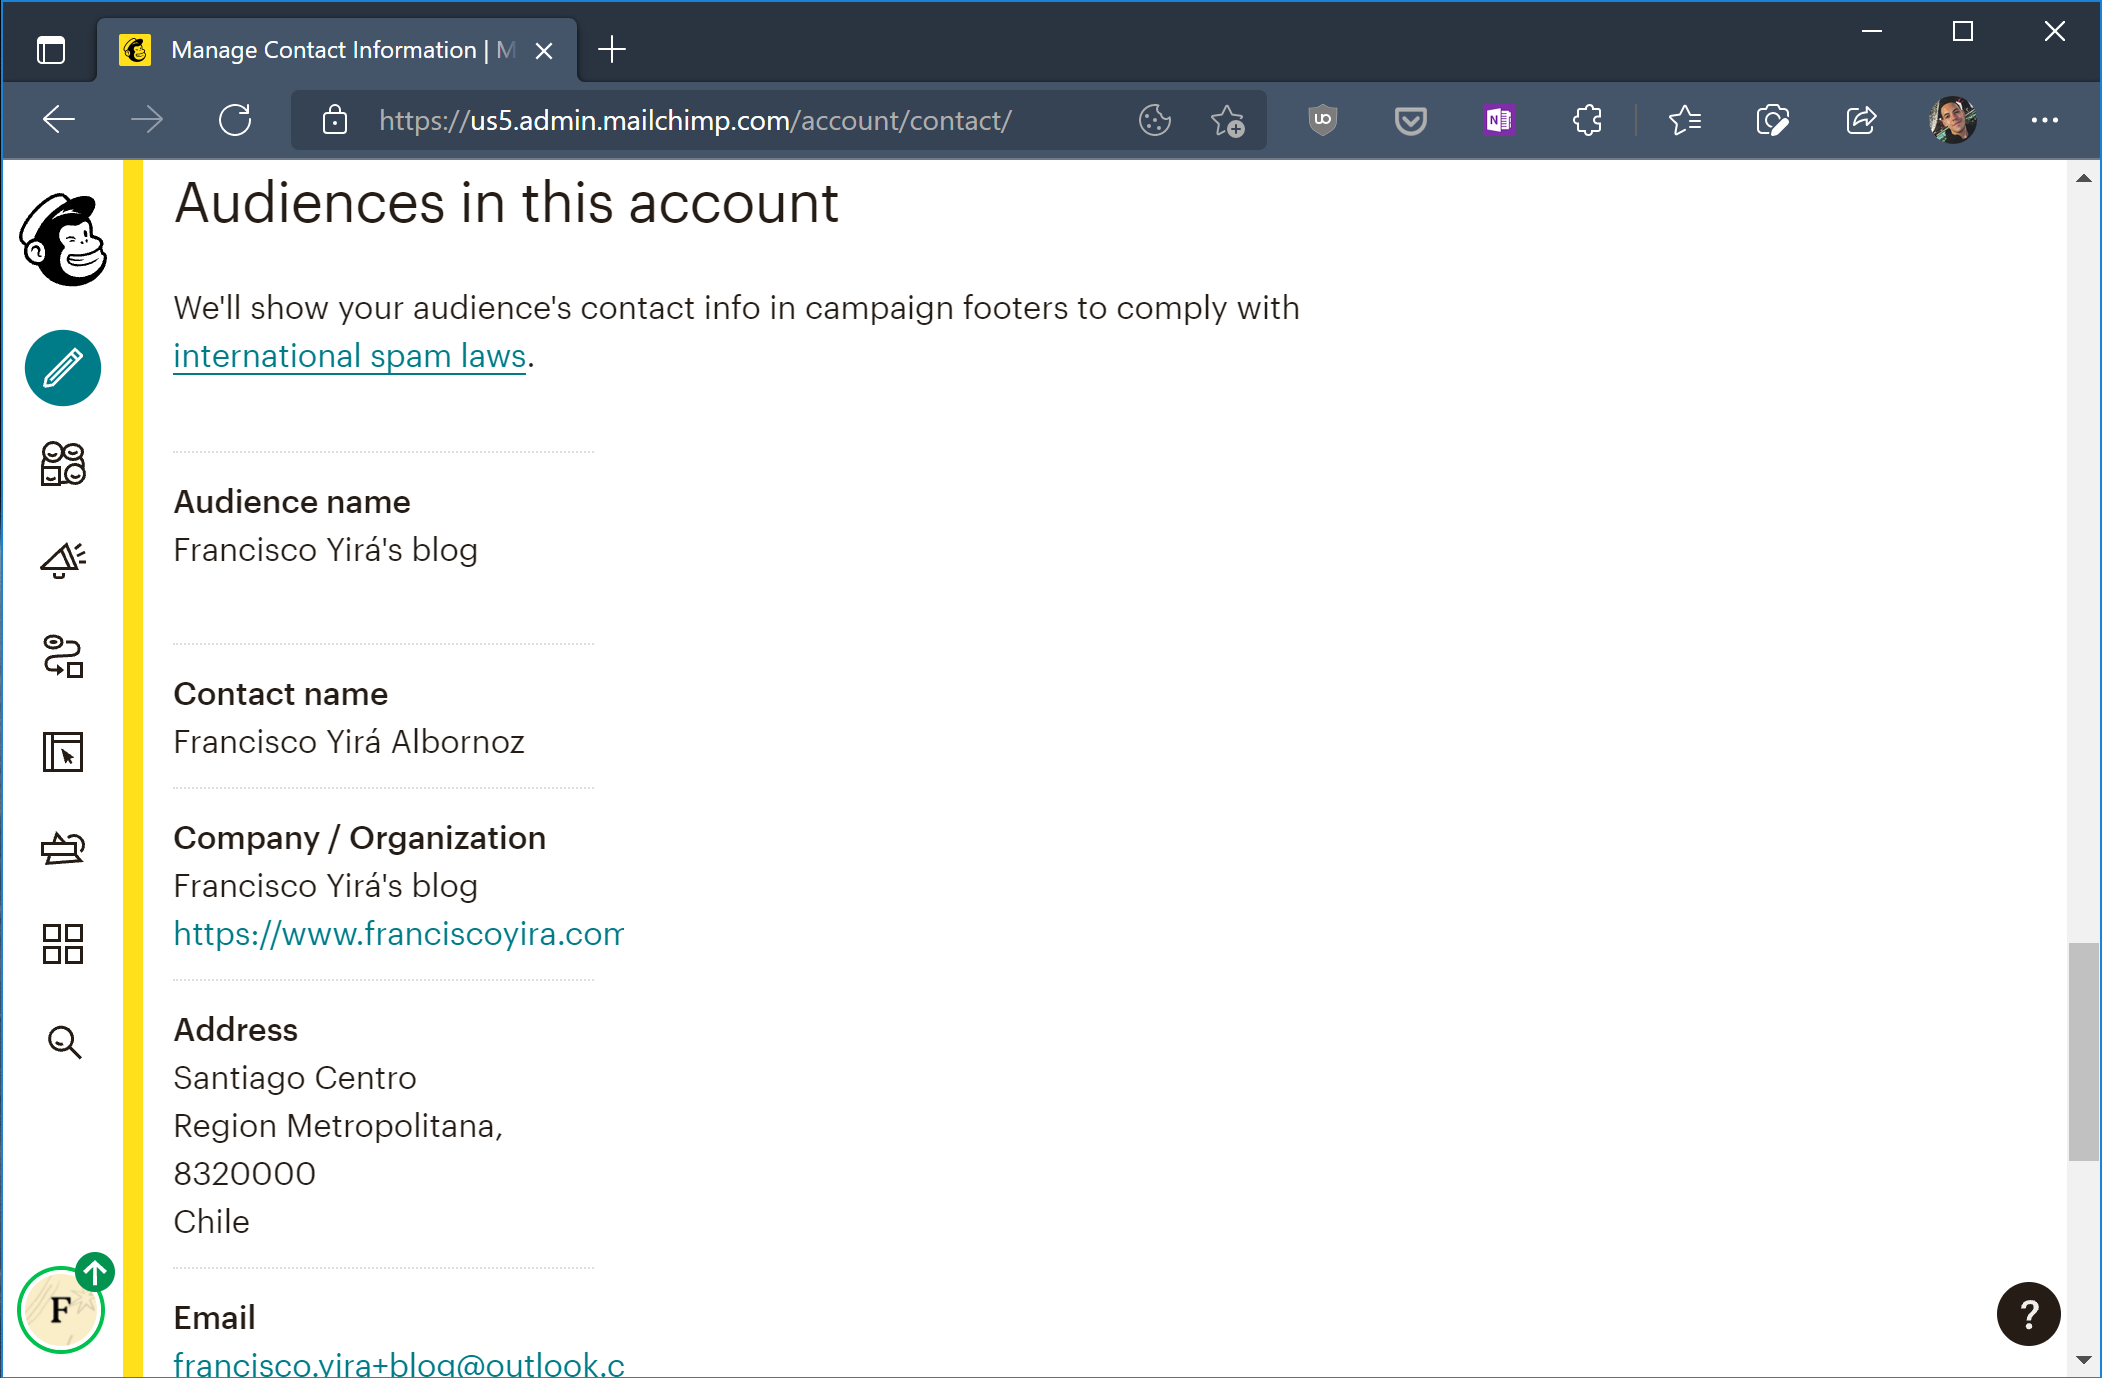 Manage Contact Information | M
https://us5.admin.mailchimp.com/account/contact/
UO
N
Audiences in this account
We'll show your audience's contact info in campaign footers to comply with
international spam laws.
Audience name
Francisco Yirá's blog
Contact name
Francisco Yirá Albornoz
Company / Organization
Francisco Yirá's blog
https://www.franciscoyira.com
Address
Santiago Centro
Region Metropolitana,
8320000
Chile
F
Email
?
francisco.yira+blog@outlook.c